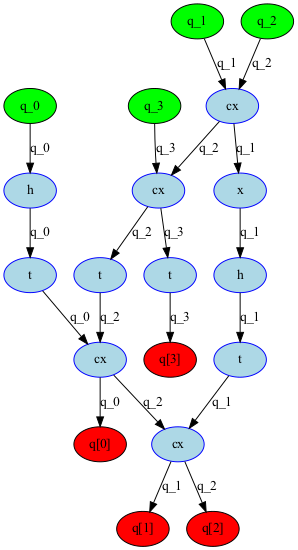 q_1 q_2
q_1 q_2
q_0 q_3 cx
q_0 q_3 q_2 q_1
h cx x
q_0 q_2 q_3 q_1
t t t h
q_0 q_2 q_3 q_1
cx q[3] t
q_0 q_2 q_1
q[0] cx
q_1 q_2
q[1] q[2]